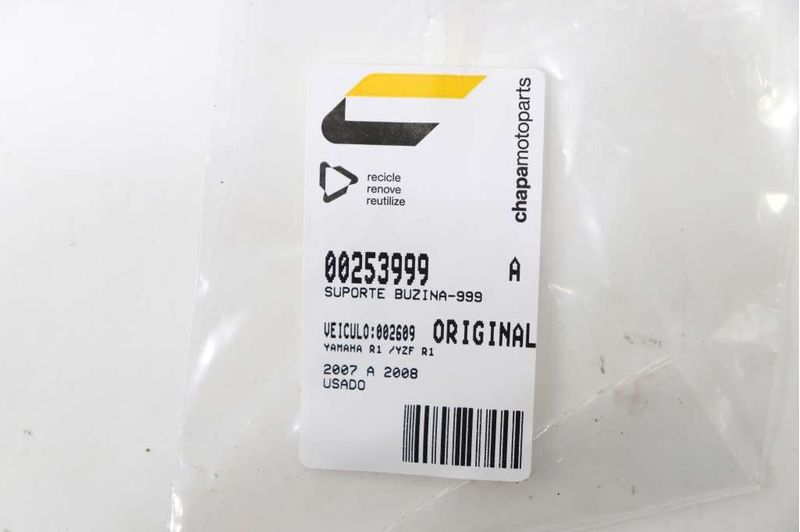 chapamotoparts
recicle
renove
reutilize
00253999 A
SUPORTE BUZINA-999
VEICULO:002609 ORIGINAL
YAMAHA R1 /YZF R1
2007 A 2008
USADO